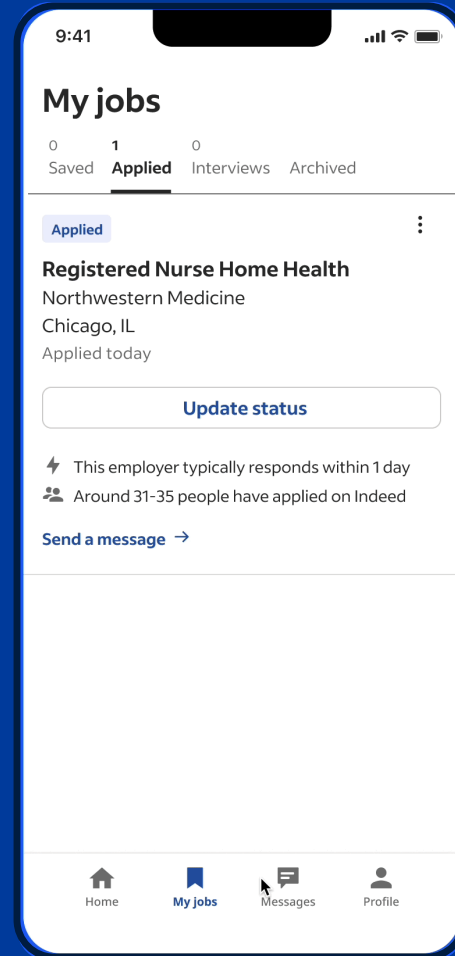 9:41
My jobs
0 1 0
Saved Applied Interviews Archived
Applied
Registered Nurse Home Health
Northwestern Medicine
Chicago, IL
Applied today
Update status
This employer typically responds within 1 day
Around 31-35 people have applied on Indeed
Send a message
Home My jobs Messages Profile